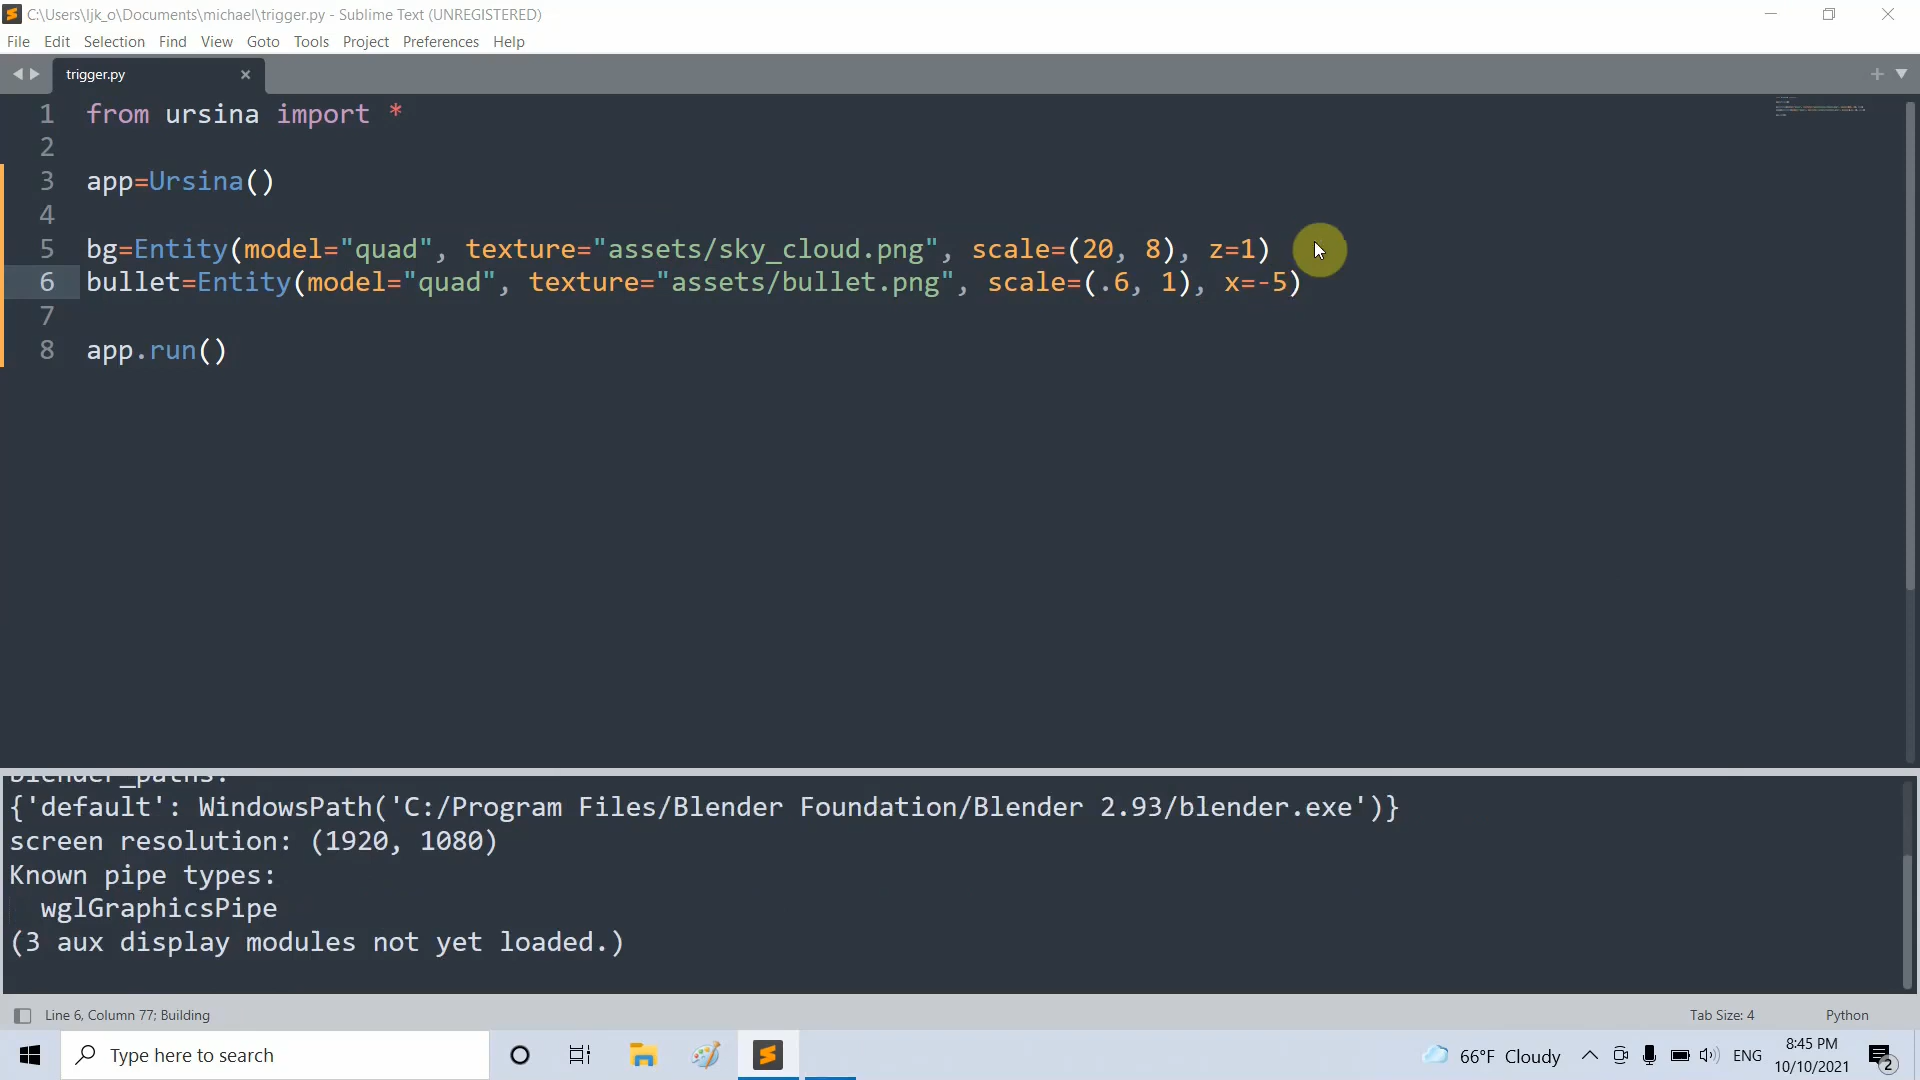 C:\Users\ljk_o\Documents\michael\trigger.py - Sublime Text (UNREGISTERED)
File Edit Selection Find View Goto Tools Project Preferences Help
trigger.py
1 from ursina import *
2
3 app=Ursina()
4
5 bg=Entity(model="quad", texture="assets/sky_cloud.png", scale=(20, 8), z=1)
6 bullet=Entity(model="quad", texture="assets/bullet.png", scale=(.6, 1), x=-5)
7
8 app.run()
blender_paths:
{'default': WindowsPath('C:/Program Files/Blender Foundation/Blender 2.93/blender.exe')}
screen resolution: (1920, 1080)
Known pipe types:
wglGraphicsPipe
(3 aux display modules not yet loaded.)
Line 6, Column 77; Building Tab Size: 4 Python
Type here to search 66°F Cloudy ENG 8:45 PM
10/10/2021 2